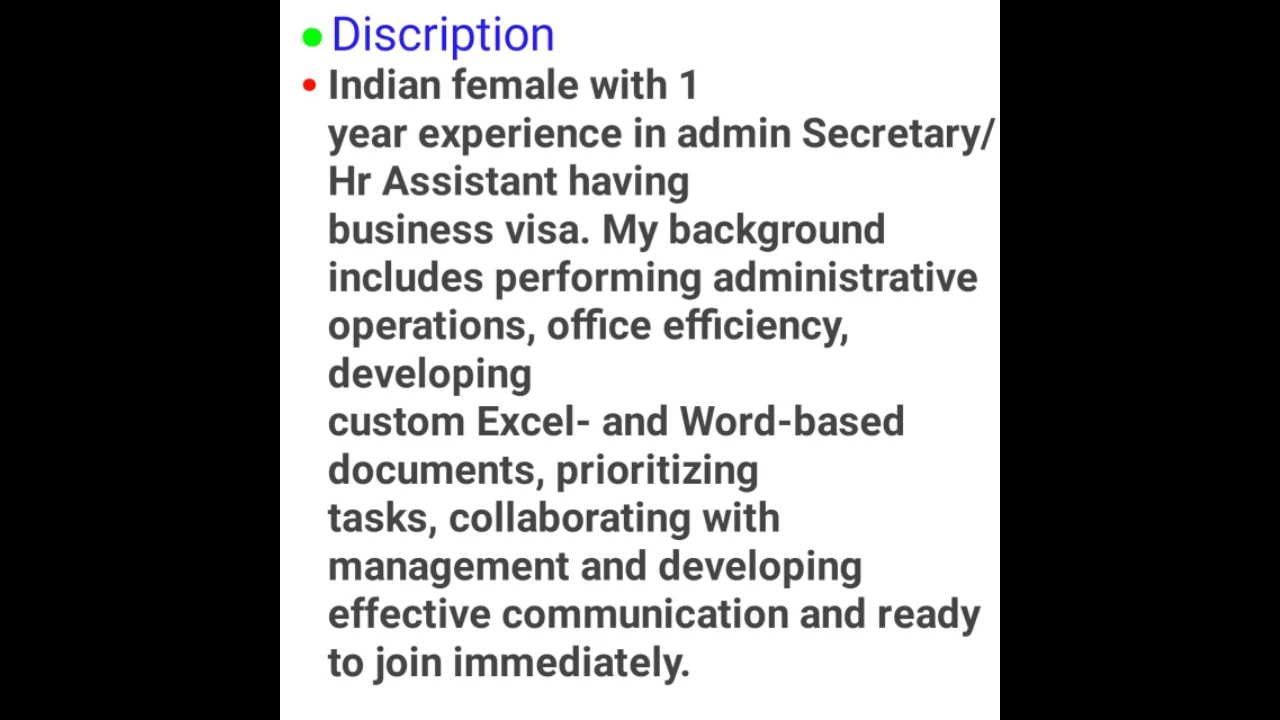 Discription
Indian female with 1
year experience in admin Secretary/
Hr Assistant having
business visa. My background
includes performing administrative
operations, office efficiency,
developing
custom Excel- and Word-based
documents, prioritizing
tasks, collaborating with
management and developing
effective communication and ready
to join immediately.